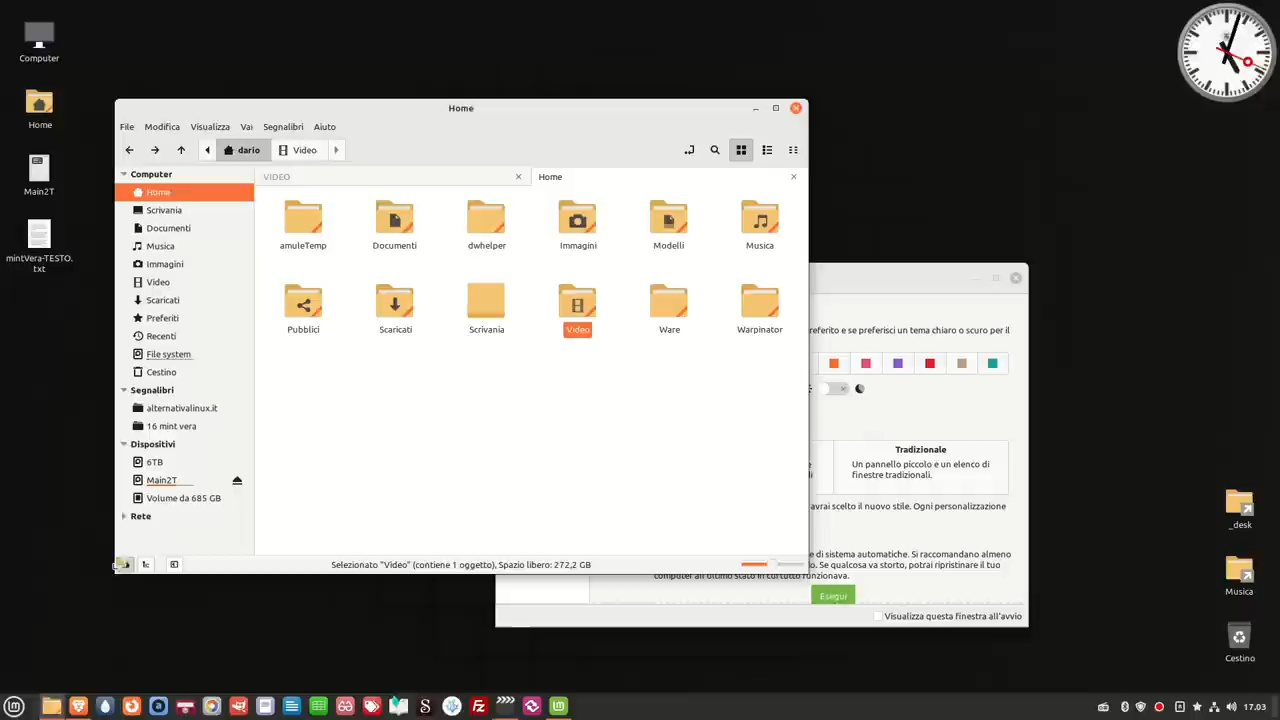 Computer
Home
Main2T
mintVera-TESTO.
txt
Home
File Modifica Visualizza Vai Segnalibri Aiuto
dario Video
VIDEO
Home
Computer
Home
Scrivania
Documenti
Musica
Immagini
Video
Scaricati
Preferiti
Recenti
File system
Cestino
Segnalibri
alternativalinux.it
16 mint vera
Dispositivi
6TB
Main2T
Volume da 685 GB
Rete
amuleTemp Documenti dwhelper Immagini Modelli Musica
Pubblici Scaricati Scrivania Video Ware Warpinator
Selezionato "Video" (contiene 1 oggetto), Spazio libero: 272,2 GB
eferito e se preferisci un tema chiaro o scuro per il
Tradizionale
Un pannello piccolo e un elenco di
finestre tradizionali.
avrai scelto il nuovo stile. Ogni personalizzazione
e di sistema automatiche. Si raccomandano almeno
o. Se qualcosa va storto, potrai ripristinare il tuo
computer all'ultimo stato in cui tutto funzionava.
Esegui
Visualizza questa finestra all'avvio
_desk
Musica
Cestino
17.03